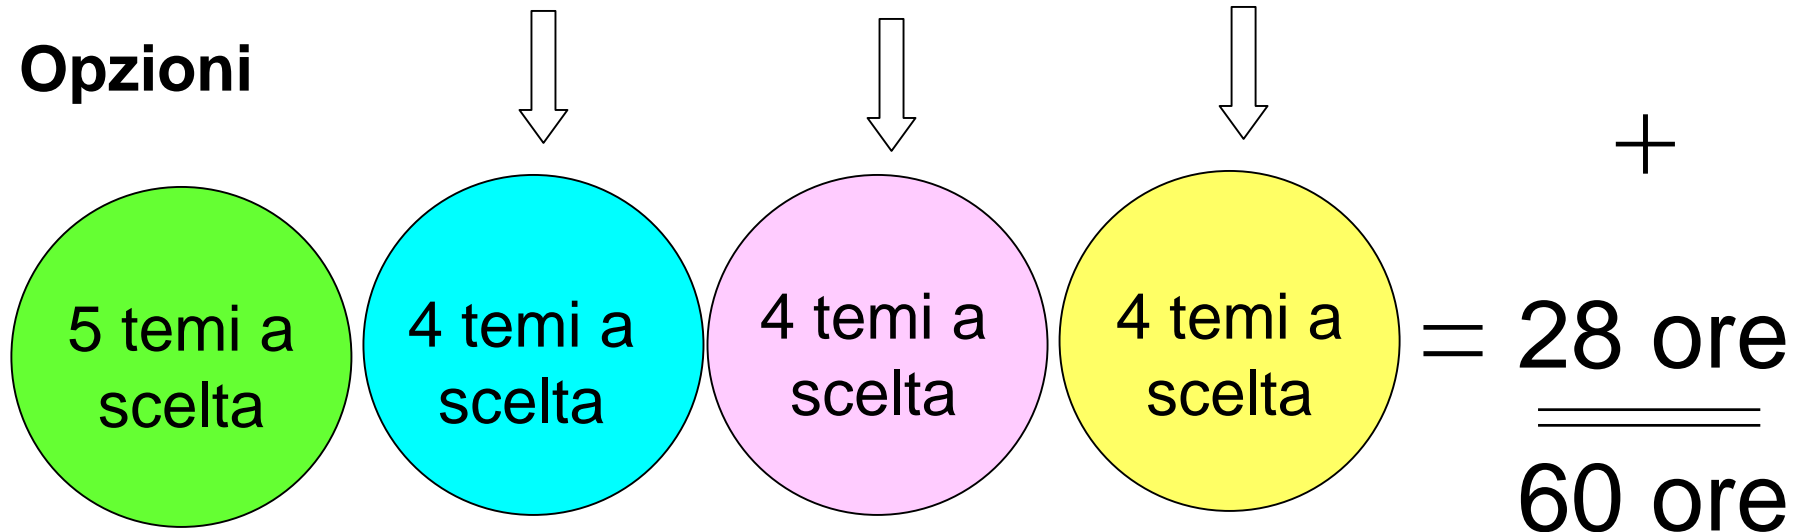 Opzioni
+
5 temi a
scelta
4 temi a
scelta
4 temi a
scelta
4 temi a
scelta
= 28 ore
60 ore